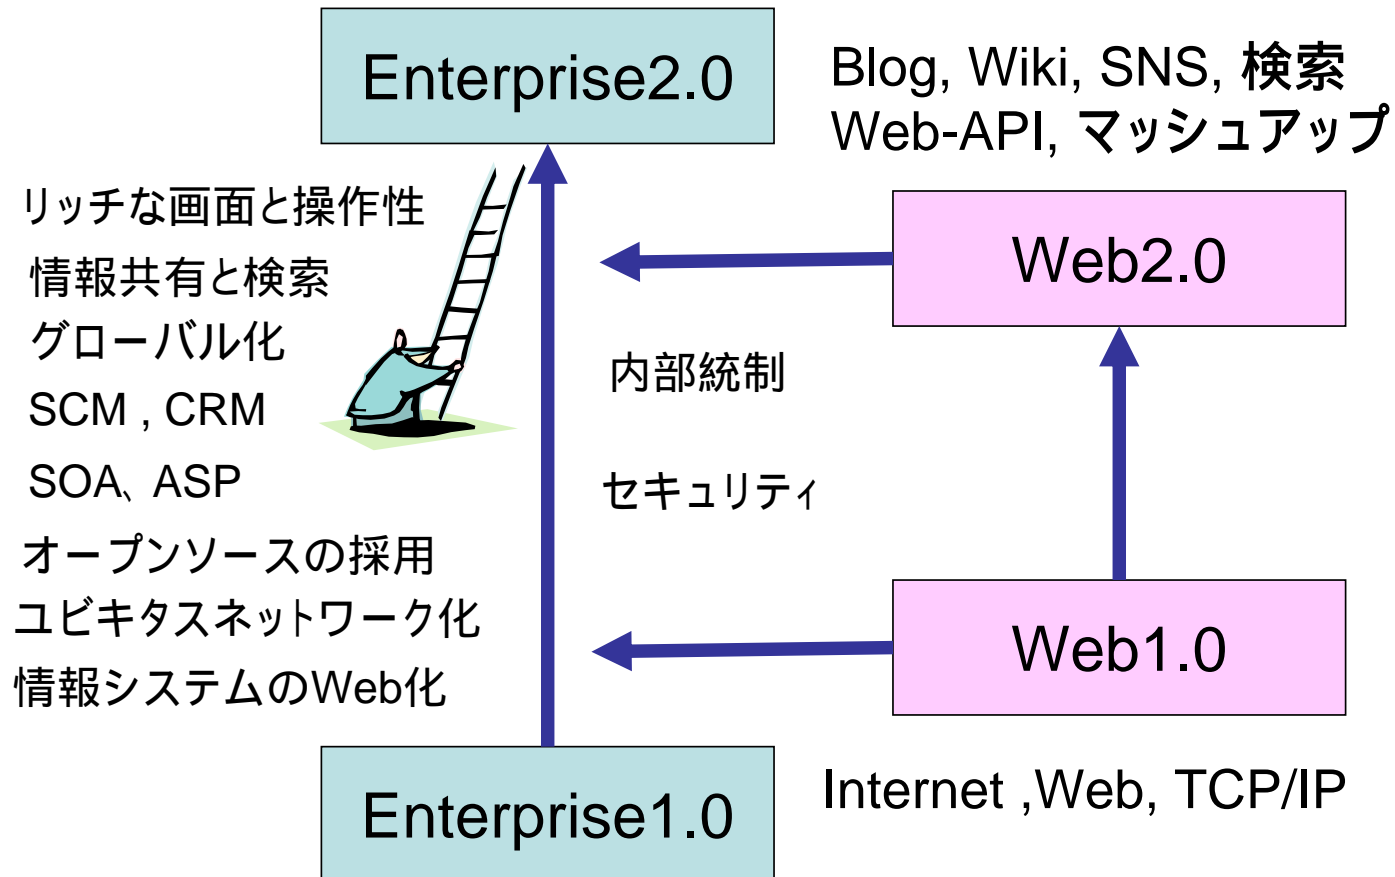 Enterprise2.0
Blog, Wiki, SNS, 検索
Web-API, マッシュアップ
リッチな画面と操作性
情報共有と検索
グローバル化
SCM , CRM
SOA、ASP
オープンソースの採用
ユビキタスネットワーク化
情報システムのWeb化
Web2.0
内部統制
セキュリティ
Web1.0
Internet ,Web, TCP/IP
Enterprise1.0